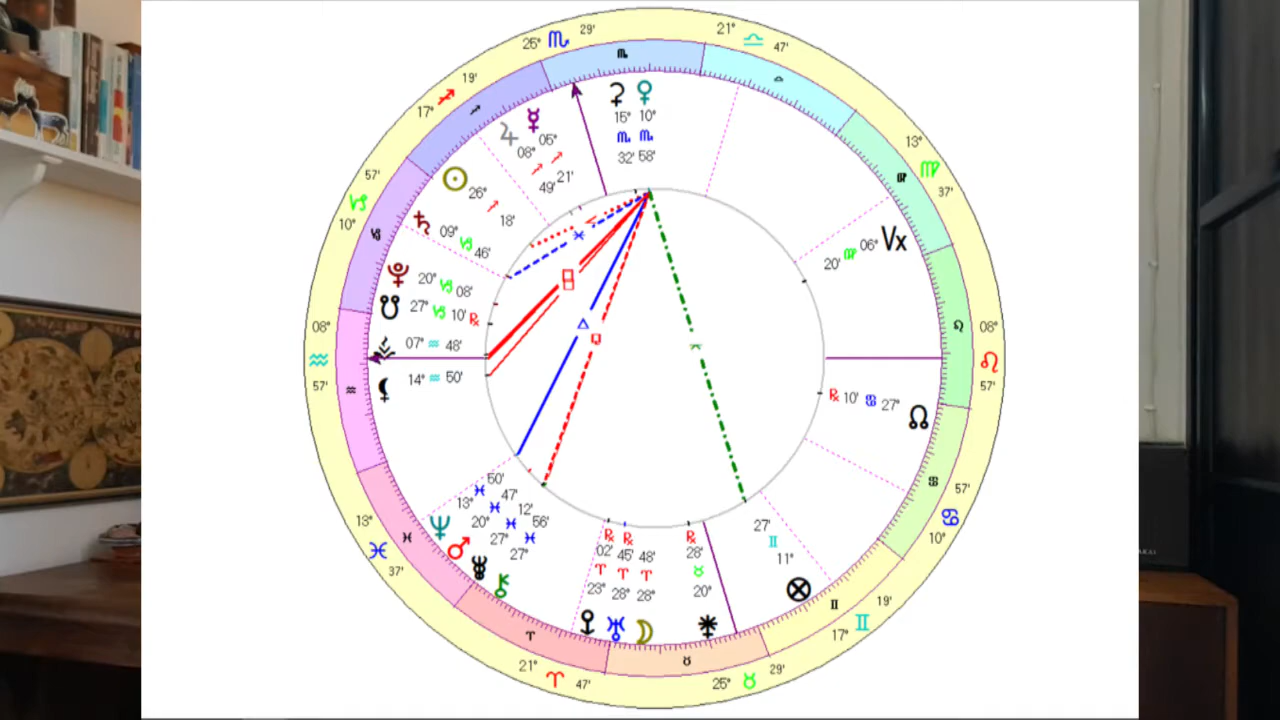 25° ♏ 29'
21° ♎ 47'
17° ♐ 19'
13° ♍ 37'
57' ♑ 10°
08° ♒ 57'
08° ♌ 57'
13° ♓ 37'
57' ♋ 10°
21° ♈ 47'
25° ♉ 29'
17° ♊ 19'
⚳ 15° ♏ 32'
♀ 10° ♏ 58'
☿ 05° ♐ 21'
♃ 08° ♐ 49'
☉ 26° ♐ 18'
♄ 09° ♑ 46'
♇ 20° ♑ 08'
☋ 27° ♑ 10' ℞
07° ♒ 48'
⚸ 14° ♒ 50'
♆ 13° ♓ 50'
♂ 20° ♓ 47'
27° ♓ 12'
⚷ 27° ♓ 56'
23° ♈ 02' ℞
♅ 28° ♈ 45' ℞
☽ 28° ♈ 48'
⚵ 20° ♉ 28' ℞
⊗ 11° ♊ 27'
☊ 27° ♋ 10' ℞
Vx 06° ♍ 20'